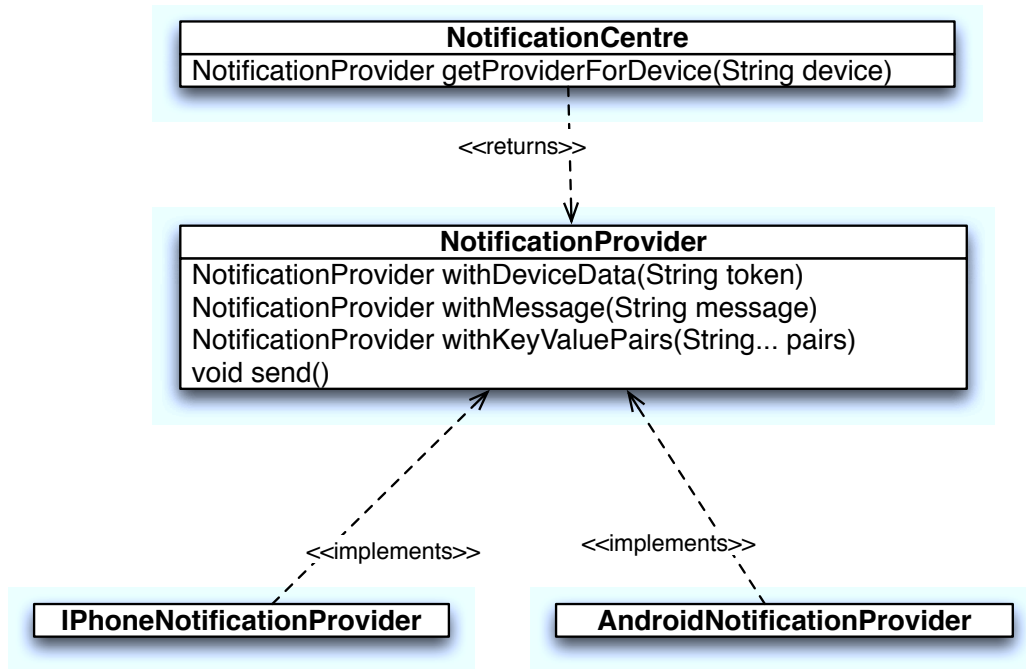 NotificationCentre
NotificationProvider getProviderForDevice(String device)
<<returns>>
NotificationProvider
NotificationProvider withDeviceData(String token)
NotificationProvider withMessage(String message)
NotificationProvider withKeyValuePairs(String... pairs)
void send()
<<implements>>
<<implements>>
IPhoneNotificationProvider
AndroidNotificationProvider